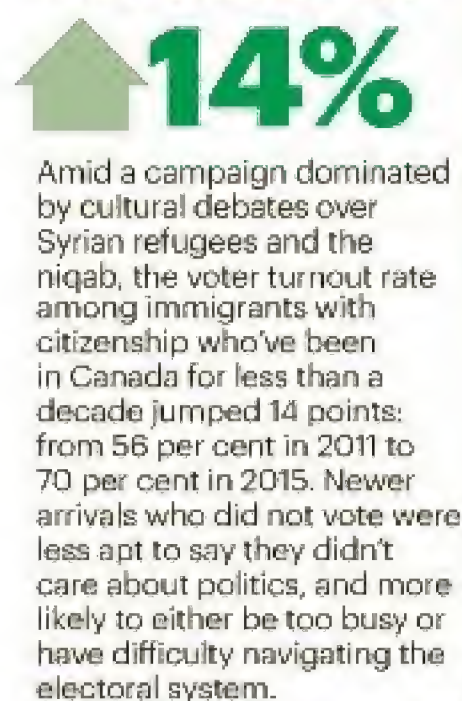 14%
Amid a campaign dominated
by cultural debates over
Syrian refugees and the
niqab, the voter turnout rate
among immigrants with
citizenship who've been
in Canada for less than a
decade jumped 14 points:
from 56 per cent in 2011 to
70 per cent in 2015. Newer
arrivals who did not vote were
less apt to say they didn't
care about politics, and more
likely to either be too busy or
have difficulty navigating the
electoral system.